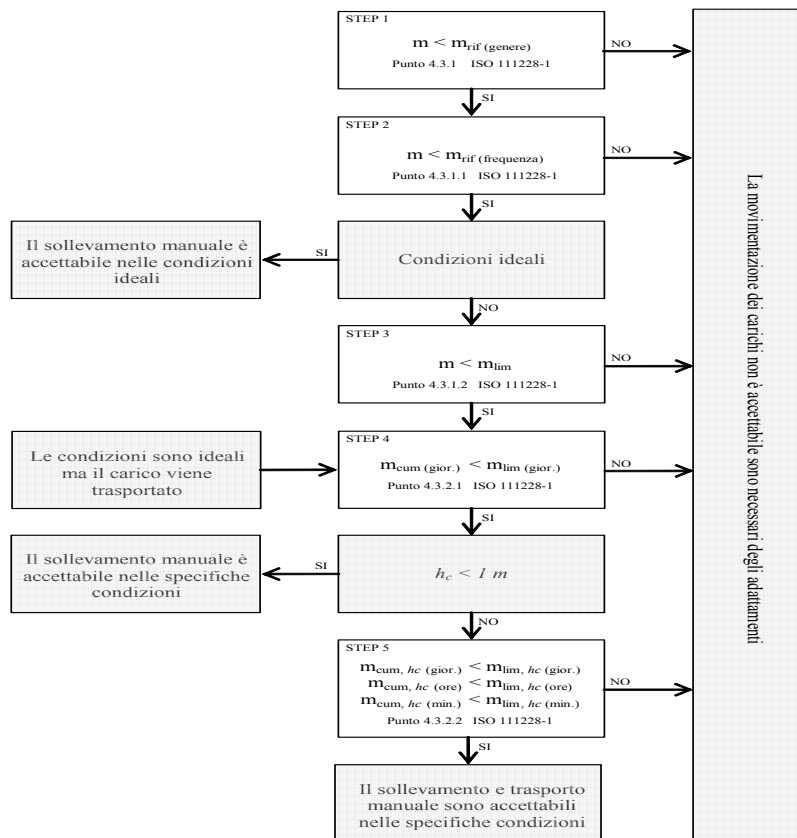 STEP 1
m < mrif (genere)
Punto 4.3.1 ISO 111228-1
NO
SI
STEP 2
m < mrif (frequenza)
Punto 4.3.1.1 ISO 111228-1
NO
SI
Il sollevamento manuale è
accettabile nelle condizioni
ideali
SI
Condizioni ideali
NO
STEP 3
m < mlim
Punto 4.3.1.2 ISO 111228-1
NO
SI
Le condizioni sono ideali
ma il carico viene
trasportato
STEP 4
mcum (gior.) < mlim (gior.)
Punto 4.3.2.1 ISO 111228-1
NO
SI
Il sollevamento manuale è
accettabile nelle specifiche
condizioni
SI
hc < 1 m
NO
STEP 5
mcum, hc (gior.) < mlim, hc (gior.)
mcum, hc (ore) < mlim, hc (ore)
mcum, hc (min.) < mlim, hc (min.)
Punto 4.3.2.2 ISO 111228-1
NO
SI
Il sollevamento e trasporto
manuale sono accettabili
nelle specifiche condizioni
La movimentazione dei carichi non è accettabile sono necessari degli adattamenti